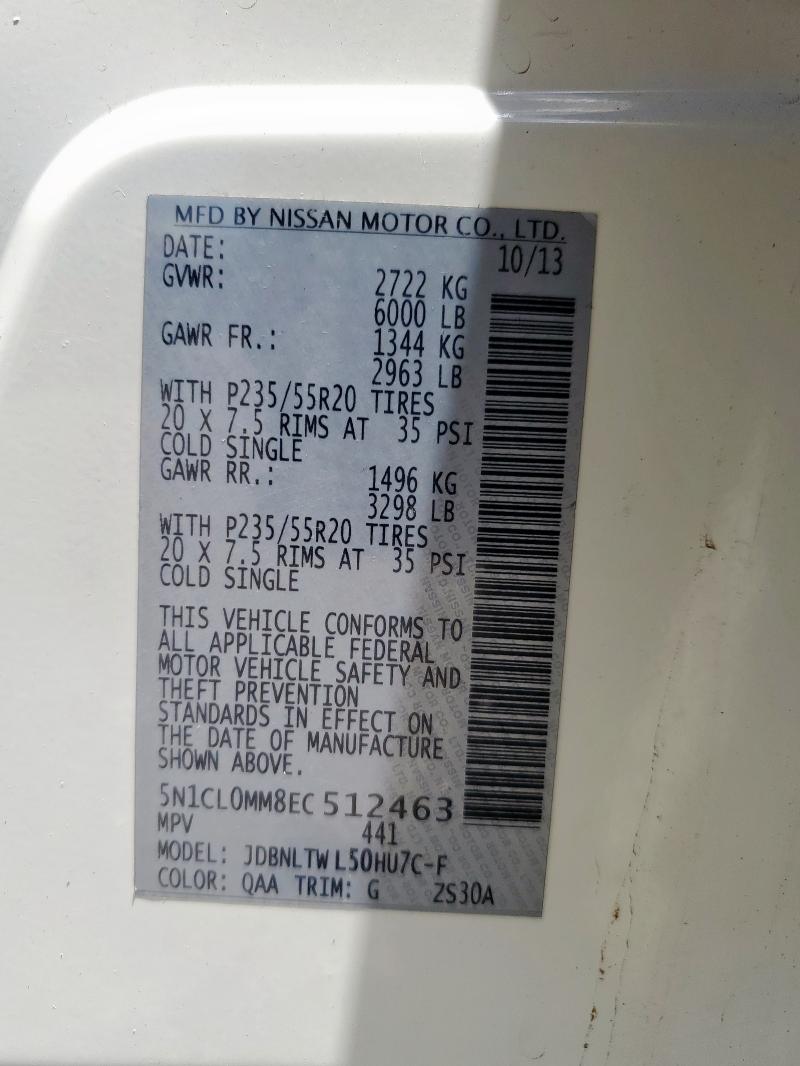 MFD BY NISSAN MOTOR CO., LTD.
DATE: 10/13
GVWR: 2722 KG
6000 LB
GAWR FR.: 1344 KG
2963 LB
WITH P235/55R20 TIRES
20 X 7.5 RIMS AT 35 PSI
COLD SINGLE
GAWR RR.: 1496 KG
3298 LB
WITH P235/55R20 TIRES
20 X 7.5 RIMS AT 35 PSI
COLD SINGLE
THIS VEHICLE CONFORMS TO
ALL APPLICABLE FEDERAL
MOTOR VEHICLE SAFETY AND
THEFT PREVENTION
STANDARDS IN EFFECT ON
THE DATE OF MANUFACTURE
SHOWN ABOVE.
5N1CL0MM8EC512463
MPV 441
MODEL: JDBNLTWL50HU7C-F
COLOR: QAA TRIM: G ZS30A